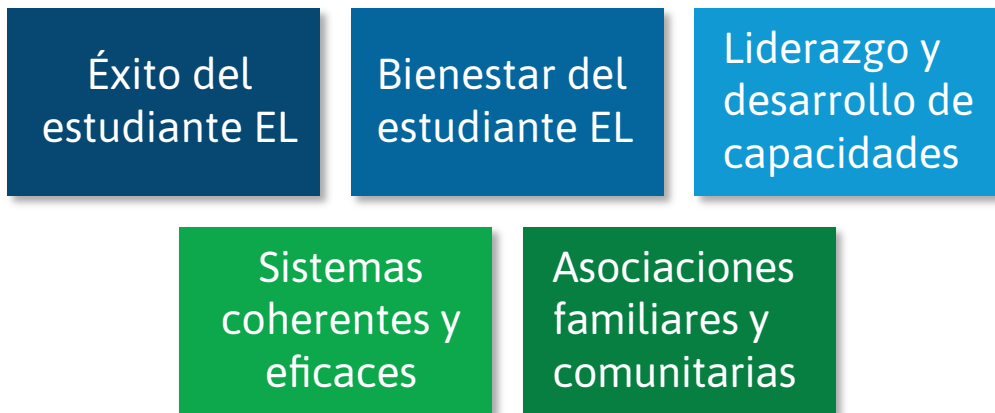 Éxito del
estudiante EL
Bienestar del
estudiante EL
Liderazgo y
desarrollo de
capacidades
Sistemas
coherentes y
eficaces
Asociaciones
familiares y
comunitarias